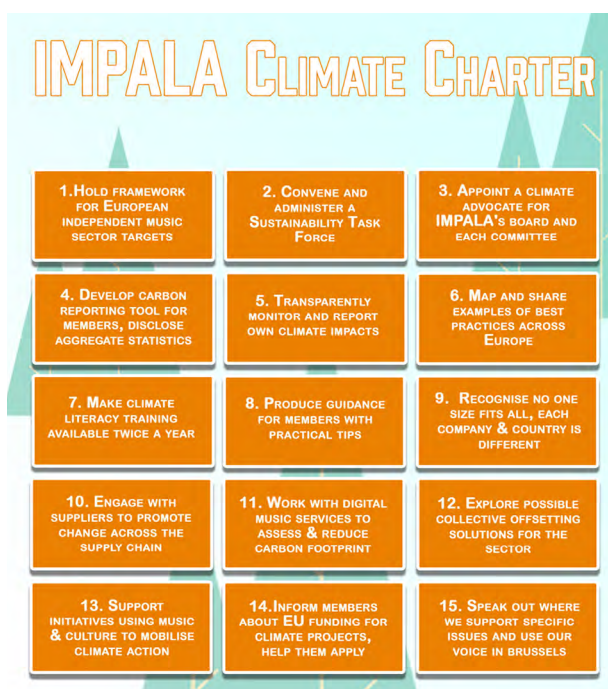 IMPALA CLIMATE CHARTER
1.HOLD FRAMEWORK
FOR EUROPEAN
INDEPENDENT MUSIC
SECTOR TARGETS
2. CONVENE AND
ADMINISTER A
SUSTAINABILITY TASK
FORCE
3. APPOINT A CLIMATE
ADVOCATE FOR
IMPALA'S BOARD AND
EACH COMMITTEE
4. DEVELOP CARBON
REPORTING TOOL FOR
MEMBERS, DISCLOSE
AGGREGATE STATISTICS
5. TRANSPARENTLY
MONITOR AND REPORT
OWN CLIMATE IMPACTS
6. MAP AND SHARE
EXAMPLES OF BEST
PRACTICES ACROSS
EUROPE
7. MAKE CLIMATE
LITERACY TRAINING
AVAILABLE TWICE A YEAR
8. PRODUCE GUIDANCE
FOR MEMBERS WITH
PRACTICAL TIPS
9. RECOGNISE NO ONE
SIZE FITS ALL, EACH
COMPANY & COUNTRY IS
DIFFERENT
10. ENGAGE WITH
SUPPLIERS TO PROMOTE
CHANGE ACROSS THE
SUPPLY CHAIN
11. WORK WITH DIGITAL
MUSIC SERVICES TO
ASSESS & REDUCE
CARBON FOOTPRINT
12. EXPLORE POSSIBLE
COLLECTIVE OFFSETTING
SOLUTIONS FOR THE
SECTOR
13. SUPPORT
INITIATIVES USING MUSIC
& CULTURE TO MOBILISE
CLIMATE ACTION
14.INFORM MEMBERS
ABOUT EU FUNDING FOR
CLIMATE PROJECTS,
HELP THEM APPLY
15. SPEAK OUT WHERE
WE SUPPORT SPECIFIC
ISSUES AND USE OUR
VOICE IN BRUSSELS